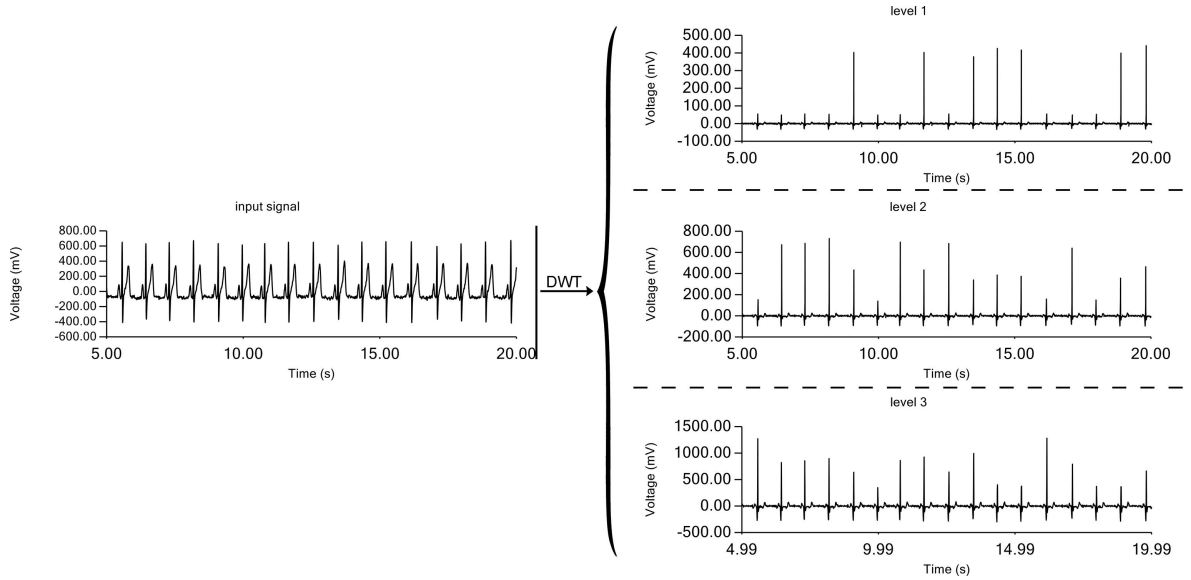 input signal
Voltage (mV)
800.00
600.00
400.00
200.00
0.00
-200.00
-400.00
-600.00
5.00 10.00 15.00 20.00
Time (s)
DWT
level 1
Voltage (mV)
500.00
400.00
300.00
200.00
100.00
0.00
-100.00
5.00 10.00 15.00 20.00
Time (s)
level 2
Voltage (mV)
800.00
600.00
400.00
200.00
0.00
-200.00
5.00 10.00 15.00 20.00
Time (s)
level 3
Voltage (mV)
1500.00
1000.00
500.00
0.00
-500.00
4.99 9.99 14.99 19.99
Time (s)